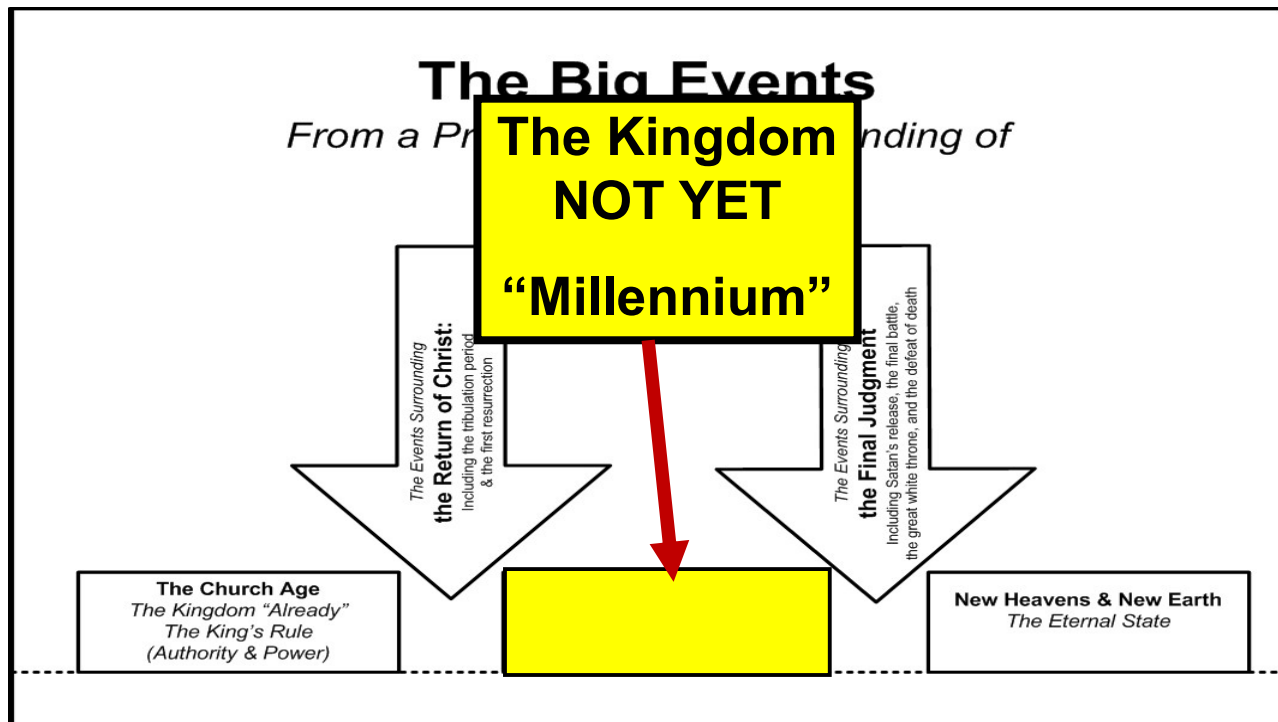 The Big Events
From a Pr nding of
The Kingdom
NOT YET
“Millennium”
The Events Surrounding
the Return of Christ:
Including the tribulation period
& the first resurrection
The Events Surrounding
the Final Judgment
Including Satan’s release, the final battle,
the great white throne, and the defeat of death
The Church Age
The Kingdom “Already”
The King’s Rule
(Authority & Power)
New Heavens & New Earth
The Eternal State